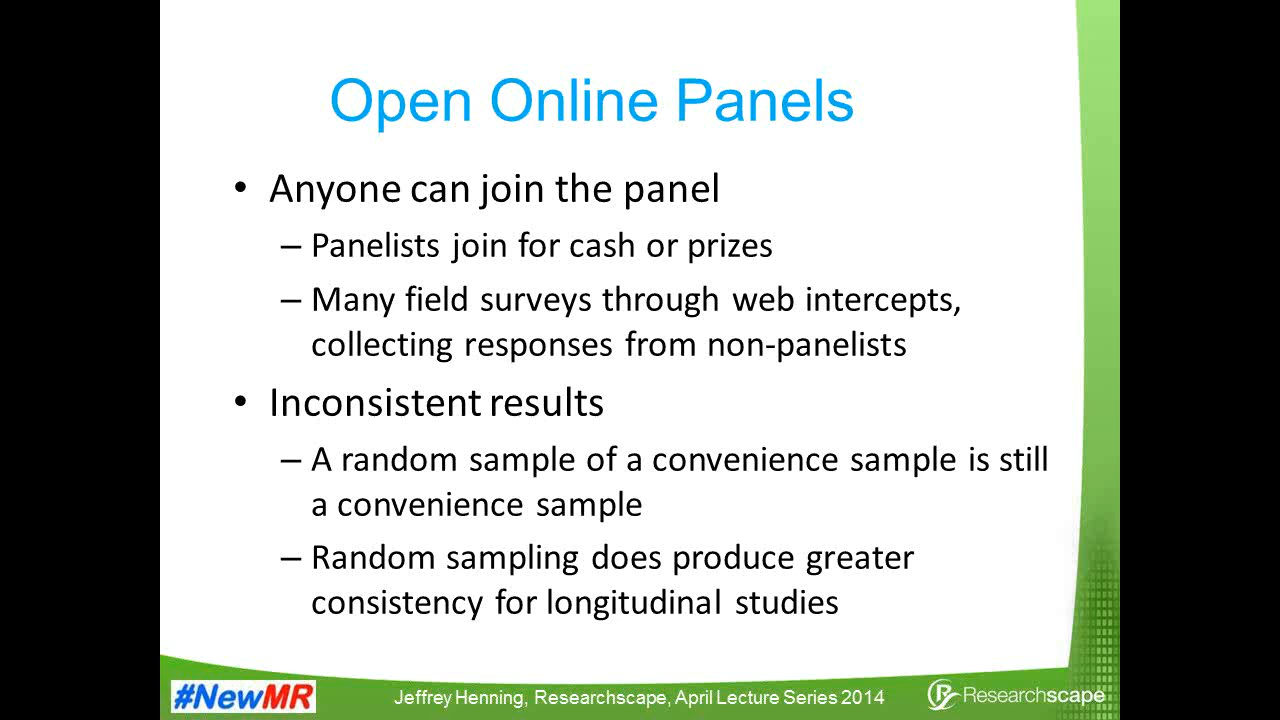 Open Online Panels
• Anyone can join the panel
– Panelists join for cash or prizes
– Many field surveys through web intercepts,
collecting responses from non-panelists
• Inconsistent results
– A random sample of a convenience sample is still
a convenience sample
– Random sampling does produce greater
consistency for longitudinal studies
#NewMR
Jeffrey Henning, Researchscape, April Lecture Series 2014
Researchscape